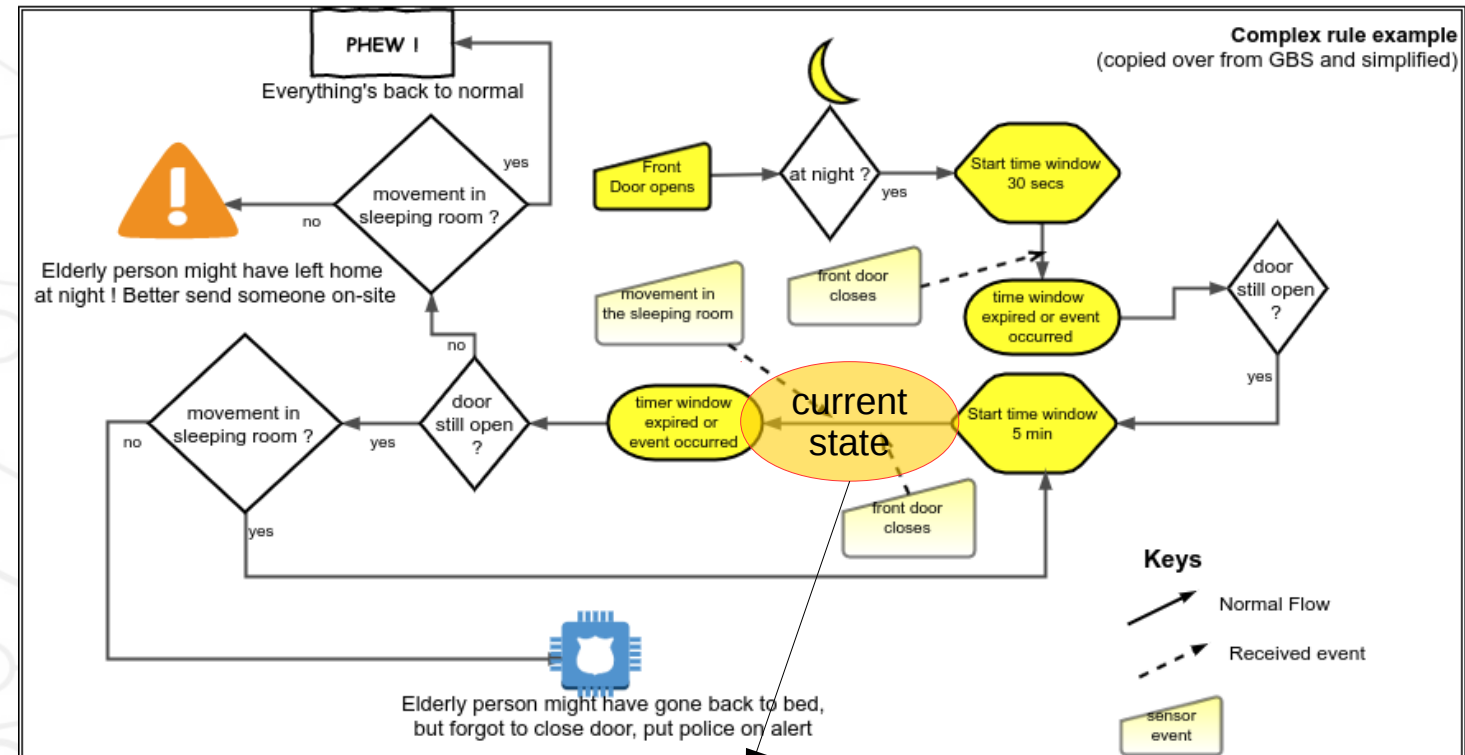 Complex rule example
(copied over from GBS and simplified)
PHEW !
Everything's back to normal
movement in
sleeping room ?
yes
no
Elderly person might have left home
at night ! Better send someone on-site
Front
Door opens
at night ?
yes
Start time window
30 secs
front door
closes
time window
expired or event
occurred
door
still open
?
yes
movement in
the sleeping room
Start time window
5 min
current
state
front door
closes
timer window
expired or
event occurred
door
still open
?
no
yes
movement in
sleeping room ?
no
yes
Elderly person might have gone back to bed,
but forgot to close door, put police on alert
Keys
Normal Flow
Received event
sensor
event